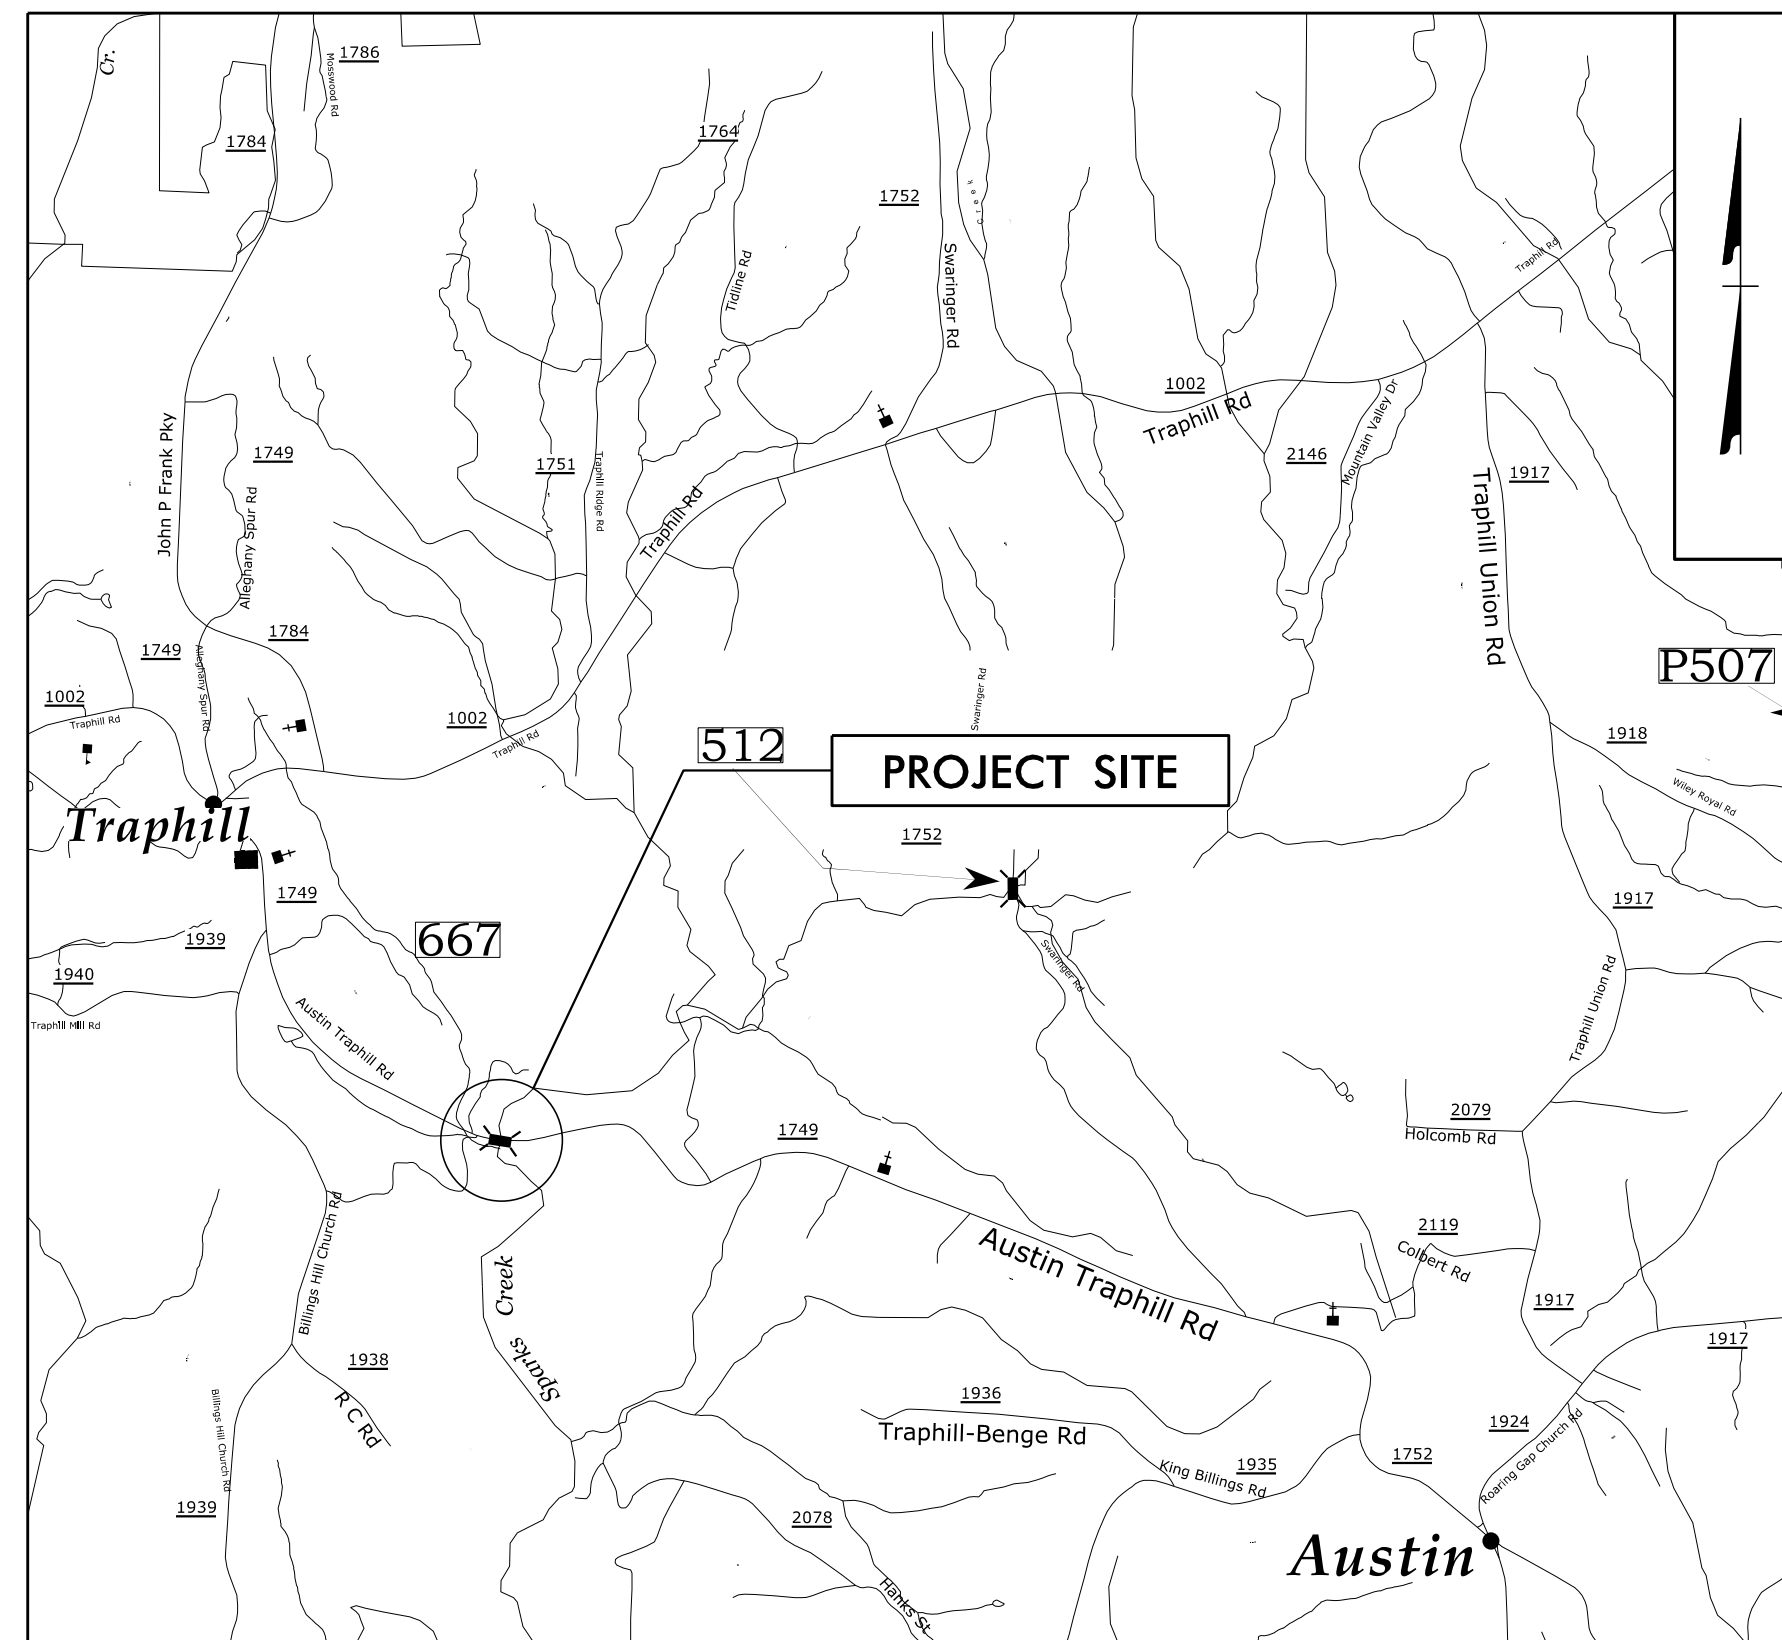 Cr.
1786
Mosswood Rd
1784
1764
1752
Creek
Swaringer Rd
Tidline Rd
Traphill Rd
1002
Traphill Rd
2146
Mountain Valley Dr
1917
Traphill Union Rd
John P Frank Pky
1749
Alleghany Spur Rd
1751
Traphill Ridge Rd
Traphill Rd
1784
1749
Alleghany Spur Rd
1002
Traphill Rd
1002
Traphill Rd
Swaringer Rd
P507
512
PROJECT SITE
1918
Wiley Royal Rd
Traphill
1752
1749
1917
667
1939
1940
Traphill Mill Rd
Austin Traphill Rd
Swaringer Rd
Traphill Union Rd
2079
Holcomb Rd
1749
Billings Hill Church Rd
Creek
Sparks
Austin Traphill Rd
2119
Colbert Rd
1917
1917
1938
R C Rd
Billings Hill Church Rd
1936
Traphill-Benge Rd
King Billings Rd
1935
1752
1924
Roaring Gap Church Rd
1939
2078
Hanks St
Austin